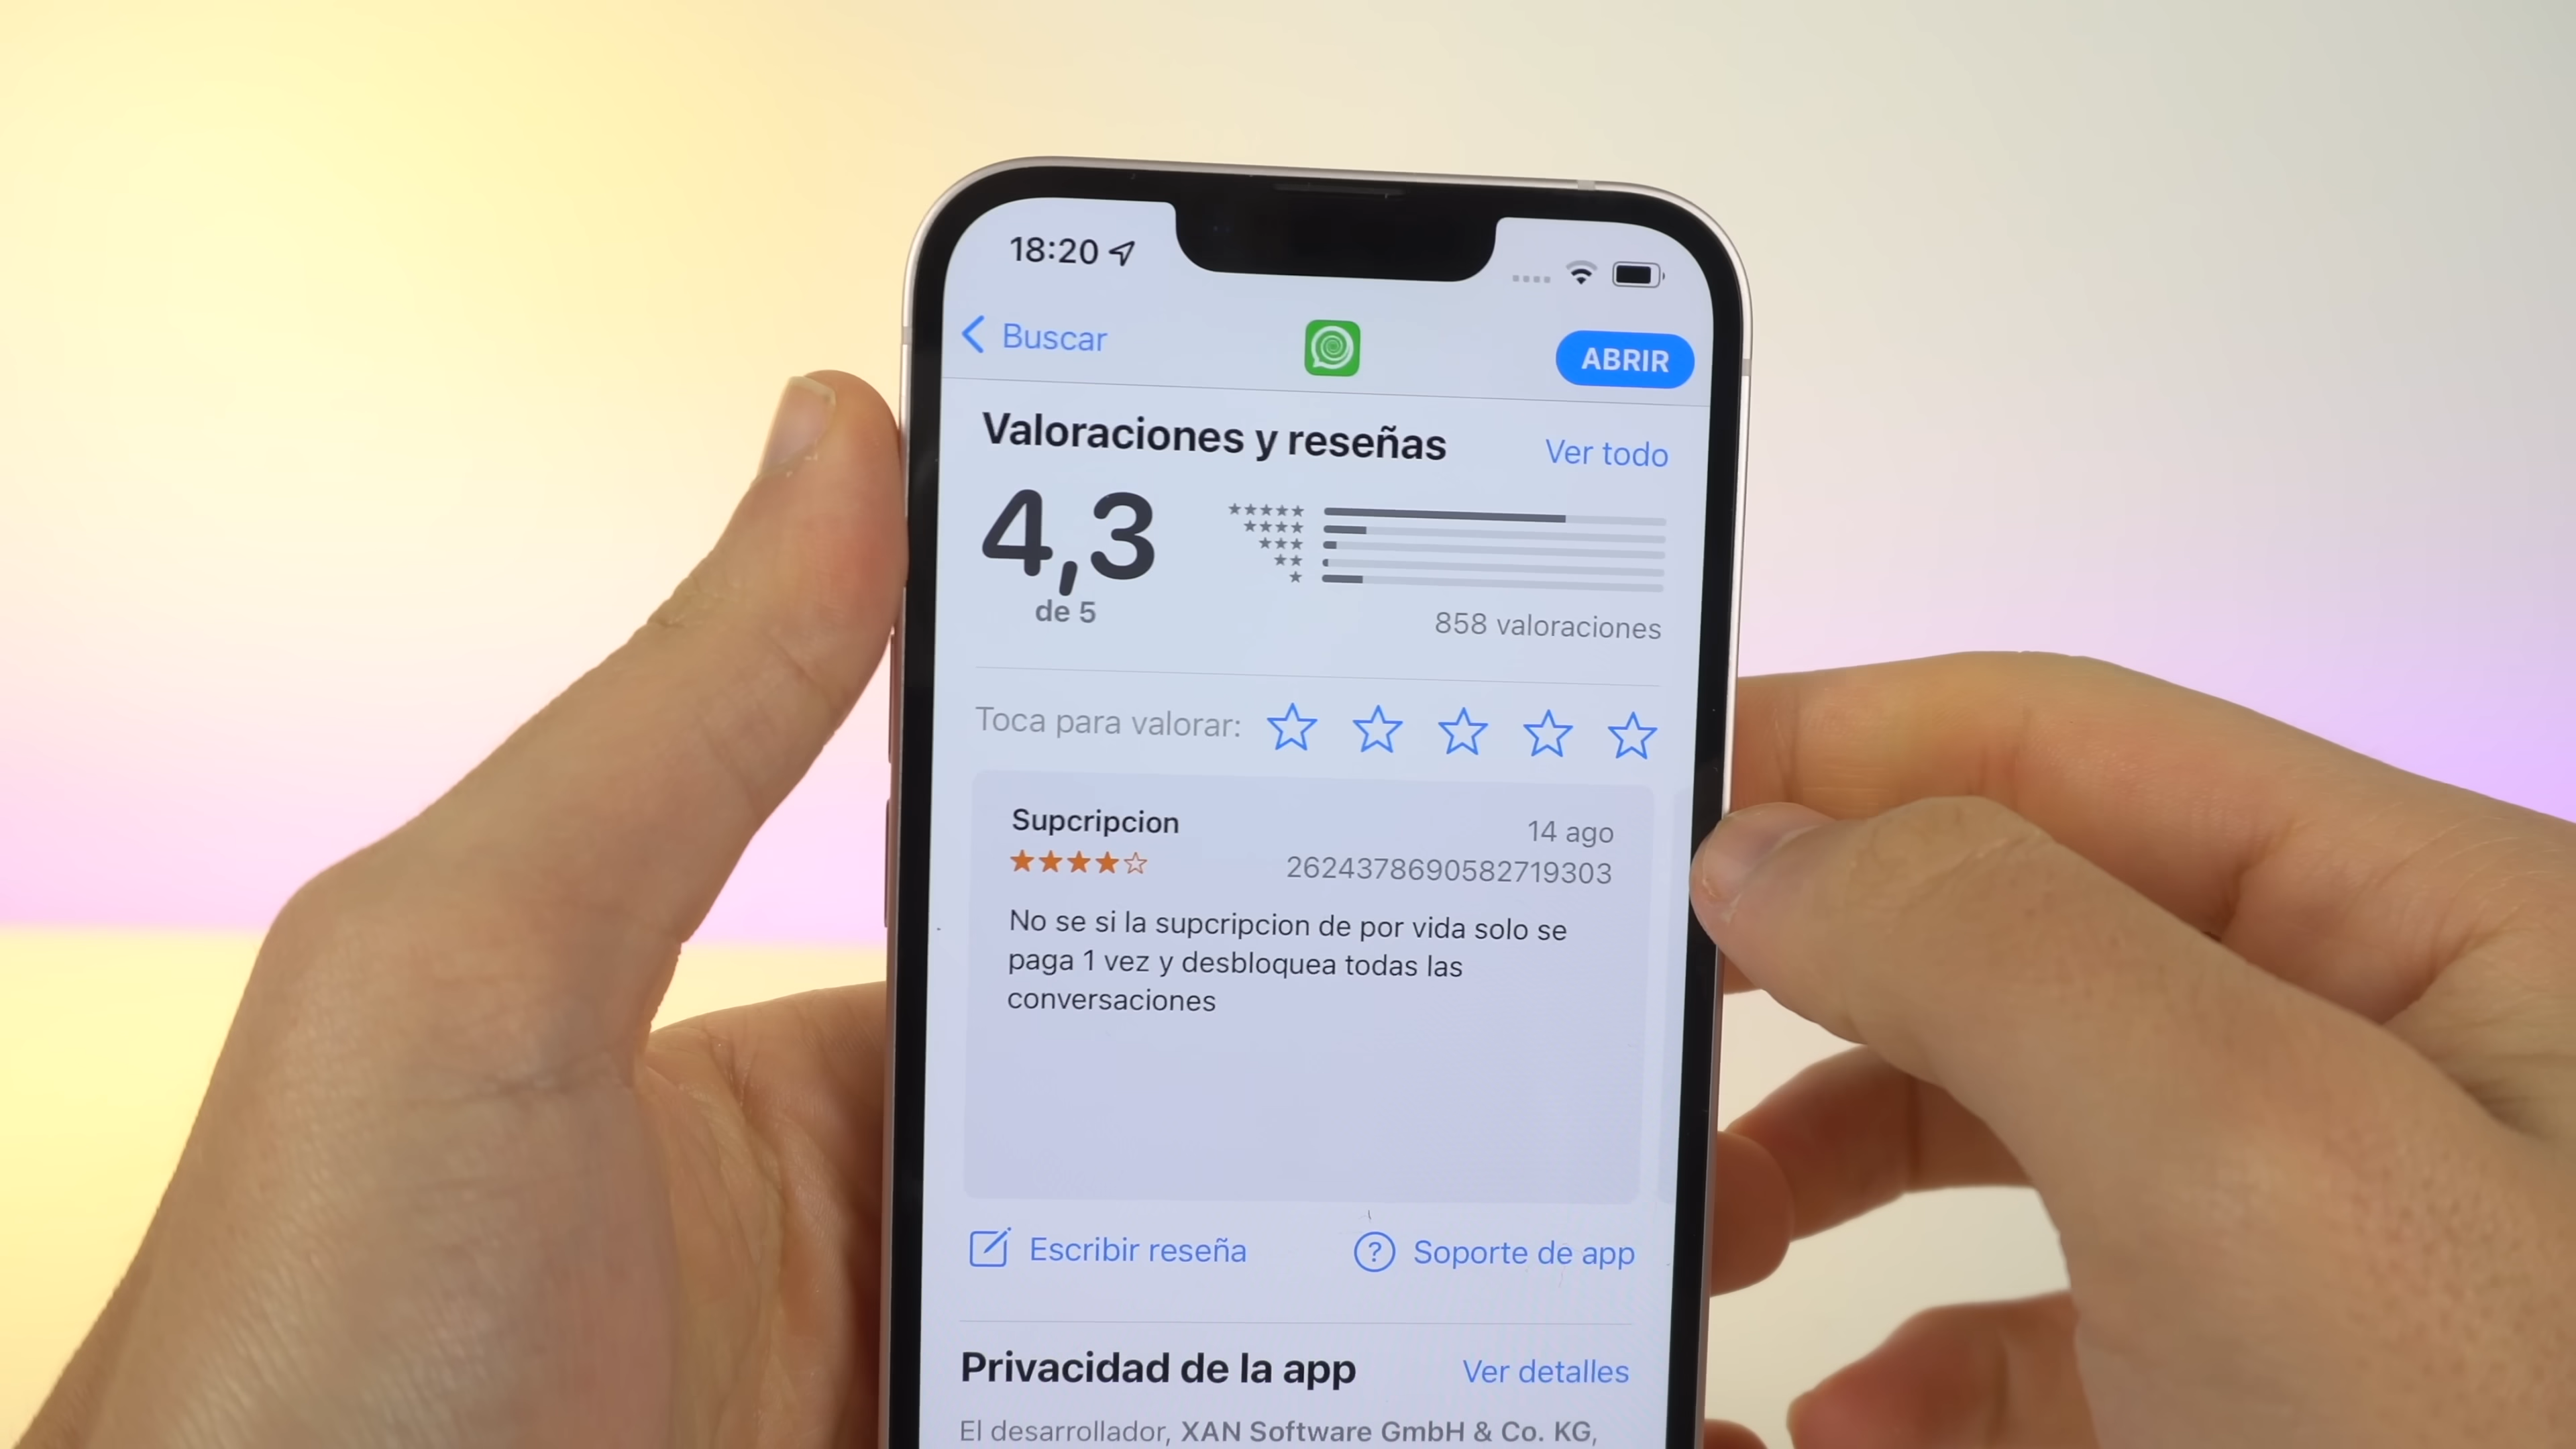 18:20
Buscar
ABRIR
Valoraciones y reseñas
Ver todo
4,3
de 5
858 valoraciones
Toca para valorar:
Supcripcion
14 ago
2624378690582719303
No se si la supcripcion de por vida solo se
paga 1 vez y desbloquea todas las
conversaciones
Escribir reseña
Soporte de app
Privacidad de la app
Ver detalles
El desarrollador, XAN Software GmbH & Co. KG,